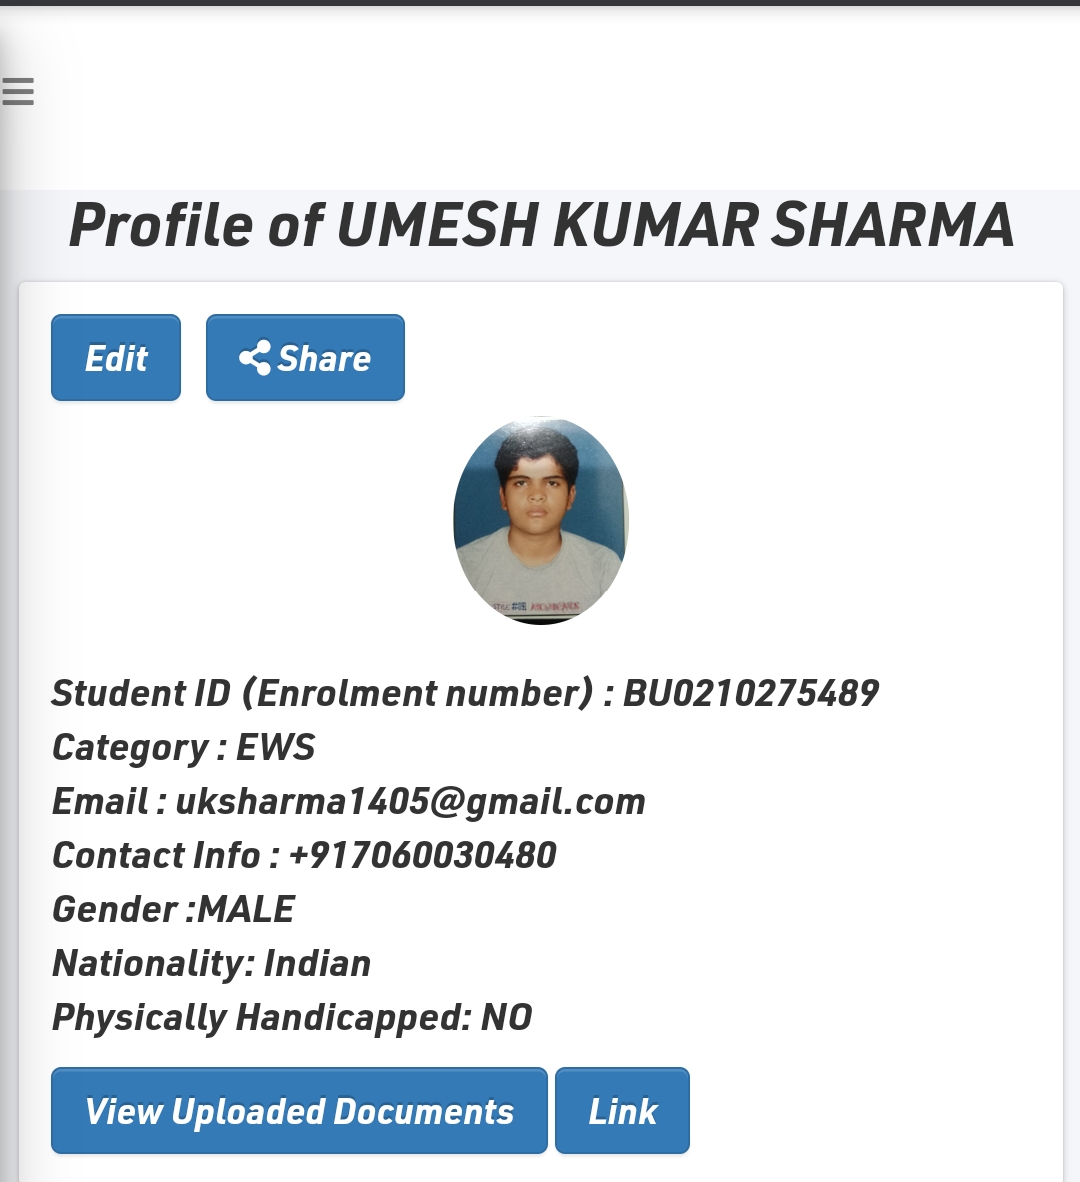 Profile of UMESH KUMAR SHARMA
Edit
Share
Student ID (Enrolment number) : BU0210275489
Category : EWS
Email : uksharma1405@gmail.com
Contact Info : +917060030480
Gender :MALE
Nationality: Indian
Physically Handicapped: NO
View Uploaded Documents
Link